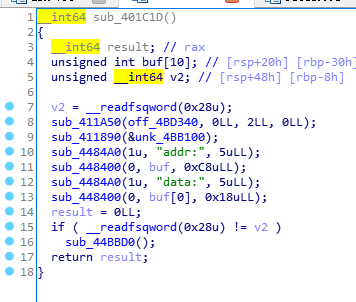 1 __int64 sub_401C1D()
2 {
3 __int64 result; // rax
4 unsigned int buf[10]; // [rsp+20h] [rbp-30h]
5 unsigned __int64 v2; // [rsp+48h] [rbp-8h]
6
7 v2 = __readfsqword(0x28u);
8 sub_411A50(off_4BD340, 0LL, 2LL, 0LL);
9 sub_411890(&unk_4BB100);
10 sub_4484A0(1u, "addr:", 5uLL);
11 sub_448400(0, buf, 0xC8uLL);
12 sub_4484A0(1u, "data:", 5uLL);
13 sub_448400(0, buf[0], 0x18uLL);
14 result = 0LL;
15 if ( __readfsqword(0x28u) != v2 )
16 sub_44BBD0();
17 return result;
18 }